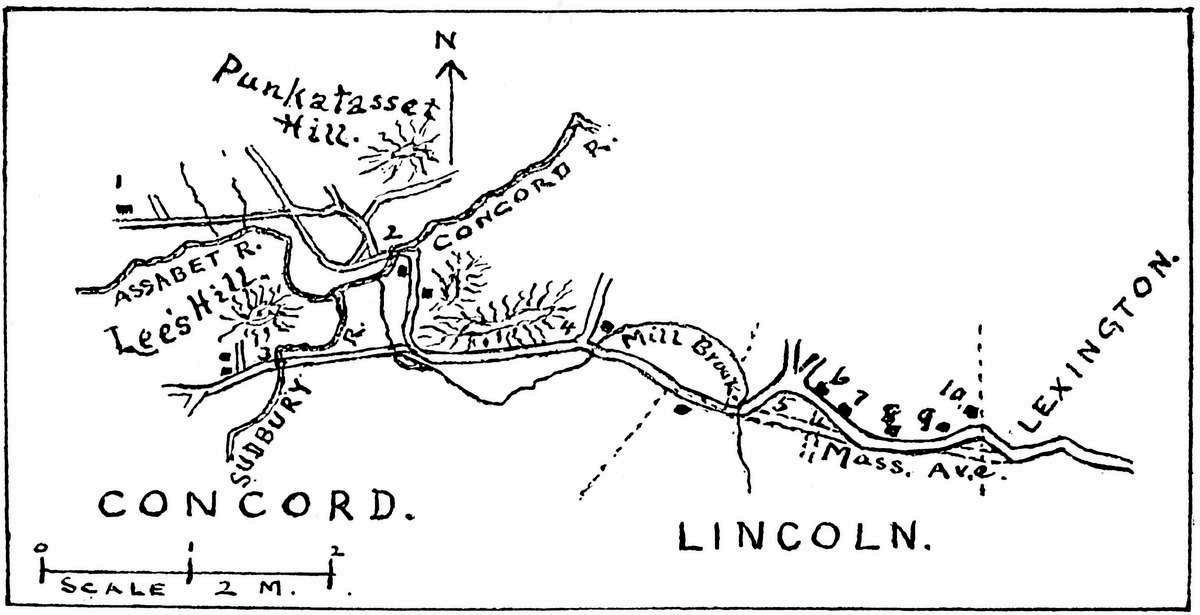 N
Punkatasset
Hill.
1
CONCORD R.
2
ASSABET R.
Lee's Hill.
R.
3
4
Mill Brook.
SUDBURY
5
6
7
8
9
10
LEXINGTON.
Mass. Ave.
CONCORD.
LINCOLN.
0 1 2
SCALE 2 M.